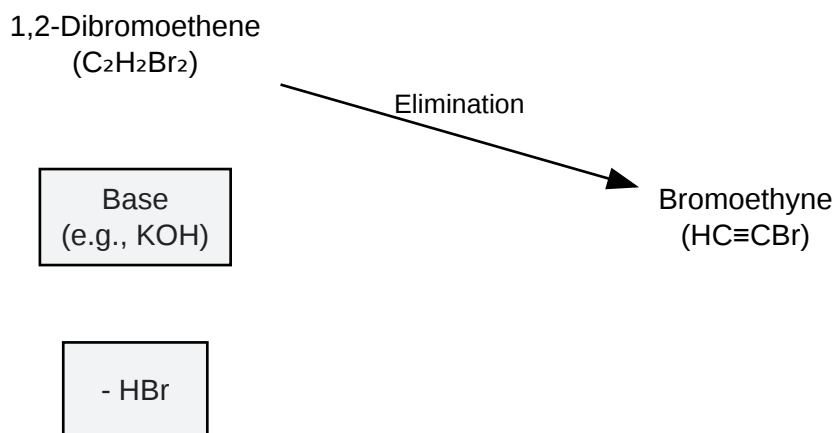 1,2-Dibromoethene
(C₂H₂Br₂)
Elimination
Base
(e.g., KOH)
Bromoethyne
(HC≡CBr)
- HBr